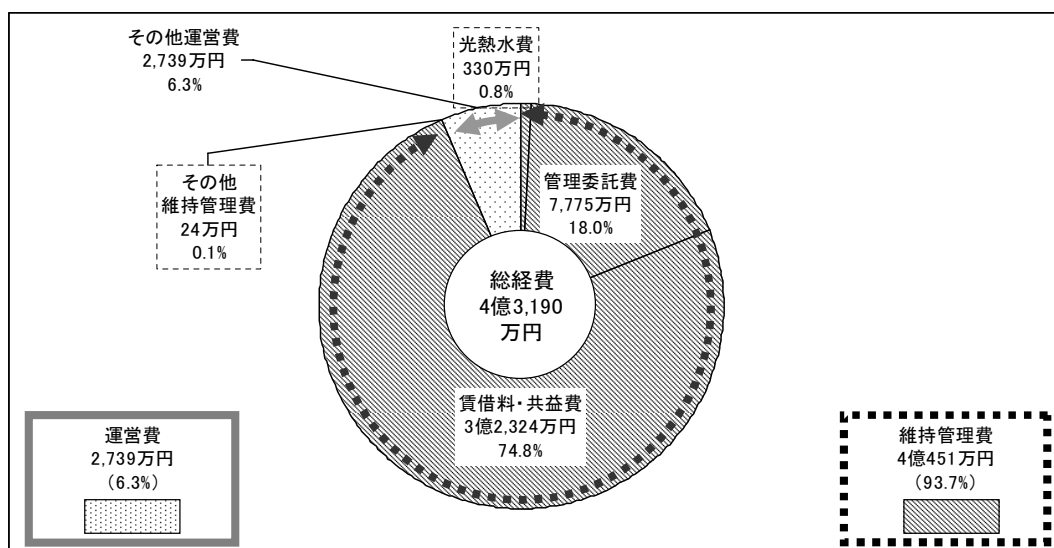 その他運営費
2,739万円
6.3%
光熱水費
330万円
0.8%
その他
維持管理費
24万円
0.1%
管理委託費
7,775万円
18.0%
総経費
4億3,190
万円
賃借料・共益費
3億2,324万円
74.8%
運営費
2,739万円
(6.3%)
維持管理費
4億451万円
(93.7%)